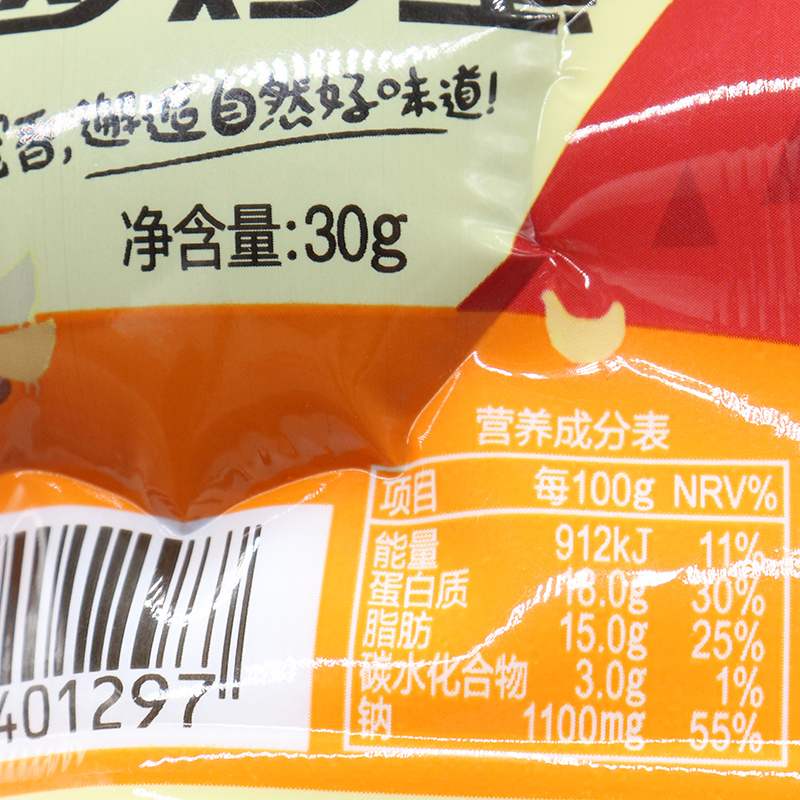 香,邂逅自然好味道!
净含量:30g
营养成分表
项目 每100g NRV%
能量 912kJ 11%
蛋白质 18.0g 30%
脂肪 15.0g 25%
碳水化合物 3.0g 1%
钠 1100mg 55%
401297